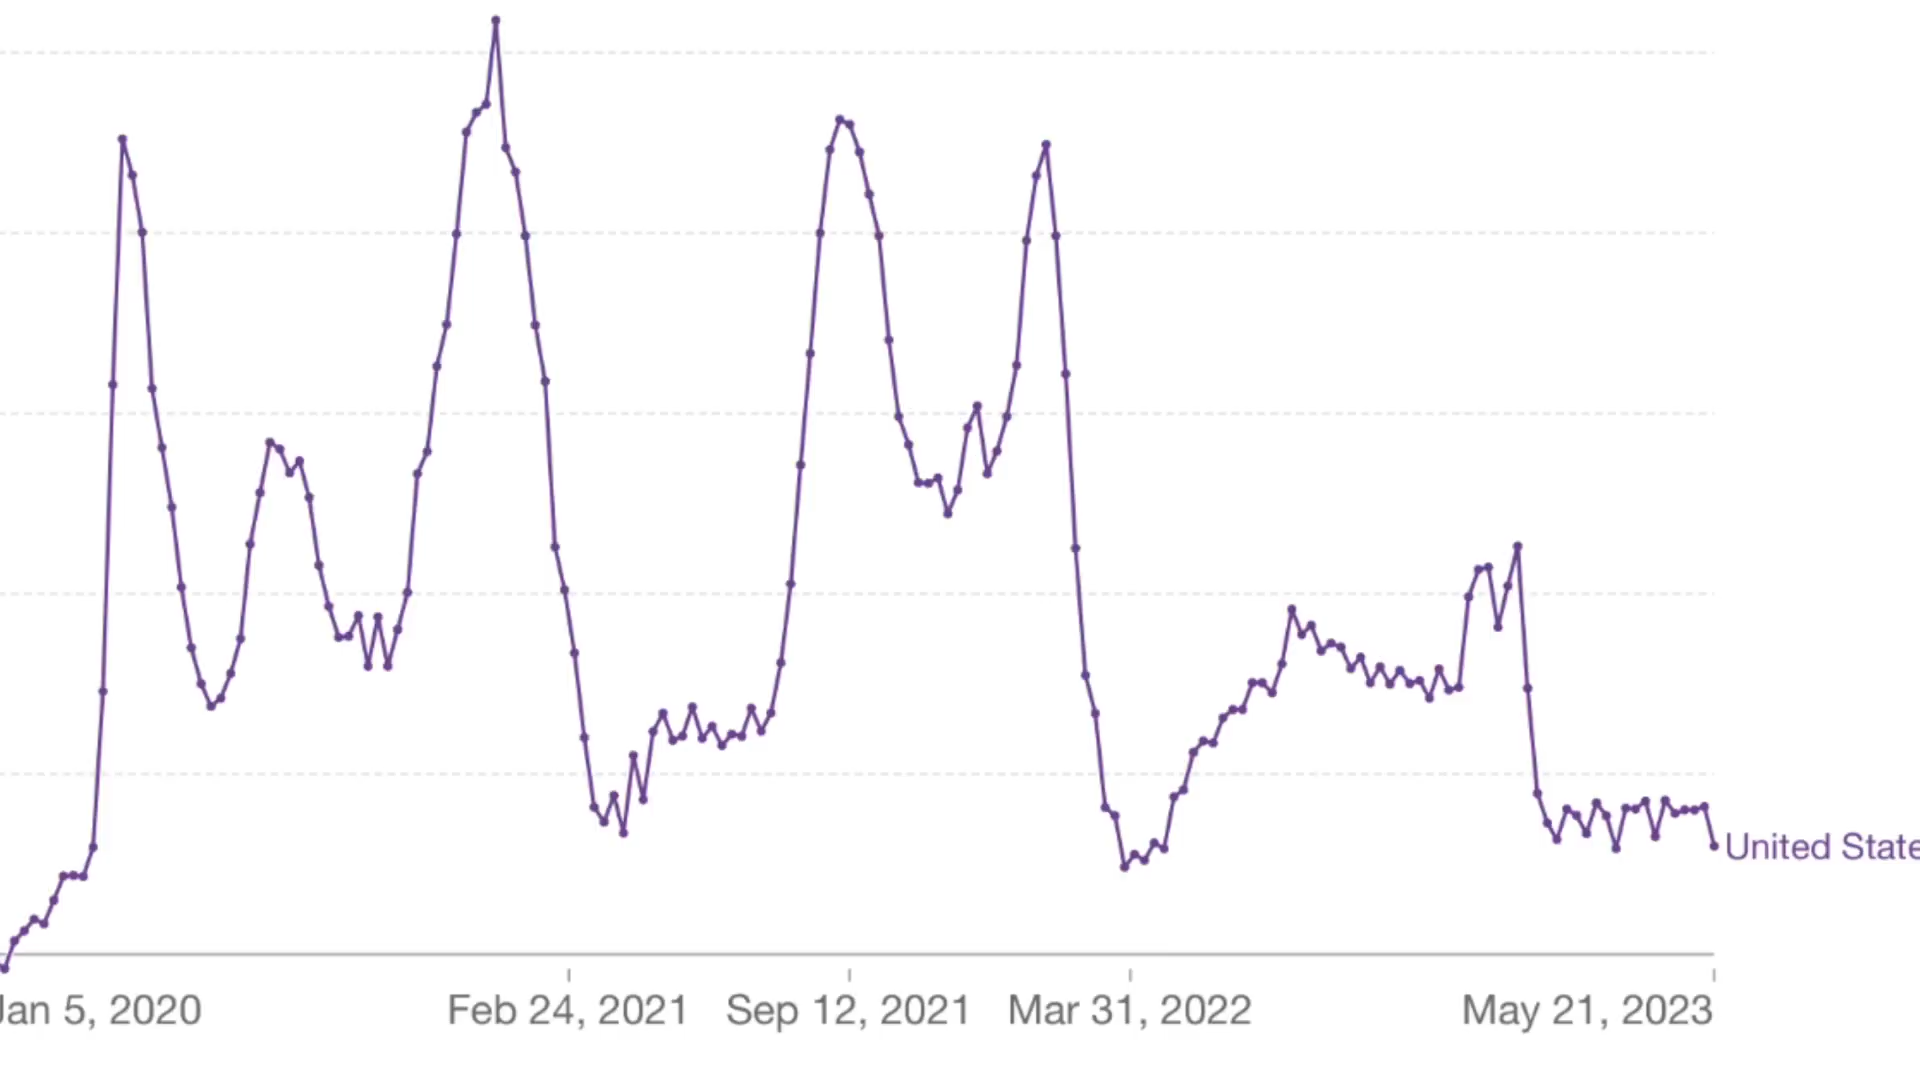 United State
Jan 5, 2020
Feb 24, 2021
Sep 12, 2021
Mar 31, 2022
May 21, 2023